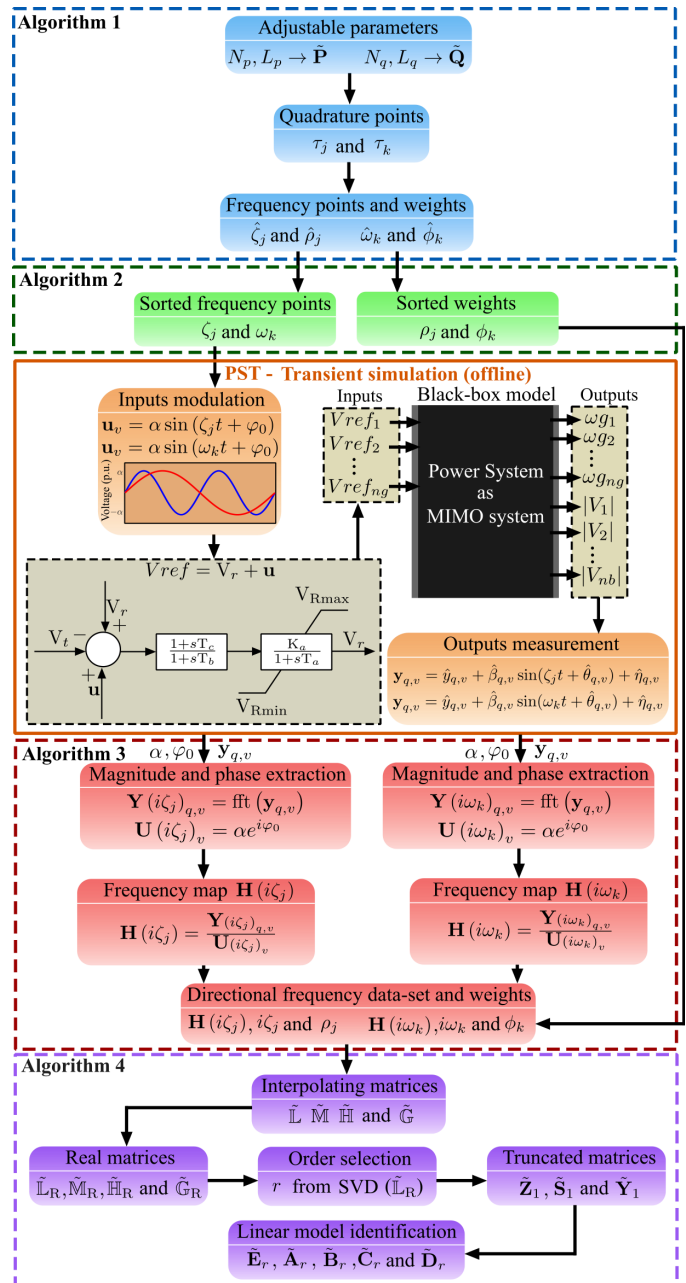 Algorithm 1
Adjustable parameters
N_p, L_p → P̃    N_q, L_q → Q̃
Quadrature points
τ_j and τ_k
Frequency points and weights
ζ̂_j and ρ̂_j    ω̂_k and ϕ̂_k
Algorithm 2
Sorted frequency points
ζ_j and ω_k
Sorted weights
ρ_j and ϕ_k
PST - Transient simulation (offline)
Inputs modulation
u_v = α sin (ζ_j t + φ_0)
u_v = α sin (ω_k t + φ_0)
Voltage (p.u.)
α
−α
Inputs
Vref_1
Vref_2
⋮
Vref_ng
Black-box model
Power System
as
MIMO system
Outputs
ωg_1
ωg_2
⋮
ωg_ng
|V_1|
|V_2|
⋮
|V_nb|
Vref = V_r + u
V_r
+
V_t
−
+
u
1+sT_c
1+sT_b
V_Rmax
K_a
1+sT_a
V_r
V_Rmin
Outputs measurement
y_q,v = ŷ_q,v + β̂_q,v sin(ζ_j t + θ̂_q,v) + η̂_q,v
y_q,v = ŷ_q,v + β̂_q,v sin(ω_k t + θ̂_q,v) + η̂_q,v
Algorithm 3
α, φ_0    y_q,v
α, φ_0    y_q,v
Magnitude and phase extraction
Y (iζ_j)_q,v = fft (y_q,v)
U (iζ_j)_v = αe^iφ_0
Magnitude and phase extraction
Y (iω_k)_q,v = fft (y_q,v)
U (iω_k)_v = αe^iφ_0
Frequency map H (iζ_j)
H (iζ_j) = Y(iζ_j)_q,v / U(iζ_j)_v
Frequency map H (iω_k)
H (iω_k) = Y(iω_k)_q,v / U(iω_k)_v
Directional frequency data-set and weights
H (iζ_j), iζ_j and ρ_j    H (iω_k), iω_k and ϕ_k
Algorithm 4
Interpolating matrices
𝕃̃ 𝕄̃ ℍ̃ and 𝔾̃
Real matrices
𝕃̃_R, 𝕄̃_R, ℍ̃_R and 𝔾̃_R
Order selection
r from SVD (𝕃̃_R)
Truncated matrices
Z̃_1, S̃_1 and Ỹ_1
Linear model identification
Ẽ_r, Ã_r, B̃_r, C̃_r and D̃_r